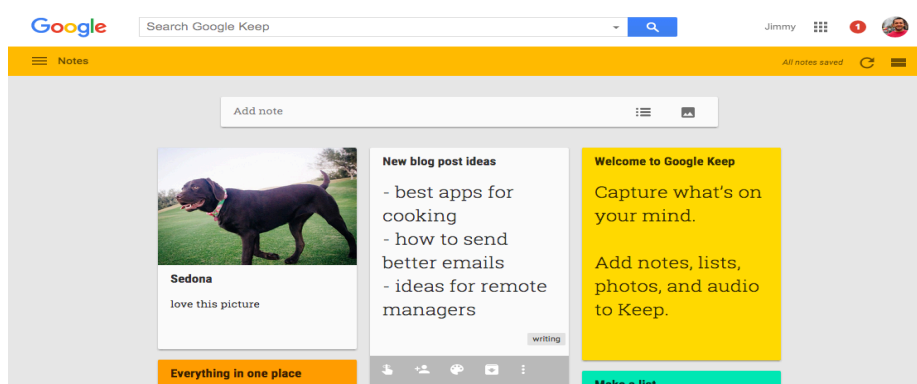 Google
Search Google Keep
Jimmy
1
Notes
All notes saved
Add note
Sedona
love this picture
Everything in one place
New blog post ideas
- best apps for
cooking
- how to send
better emails
- ideas for remote
managers
writing
Welcome to Google Keep
Capture what's on
your mind.
Add notes, lists,
photos, and audio
to Keep.
Make a list